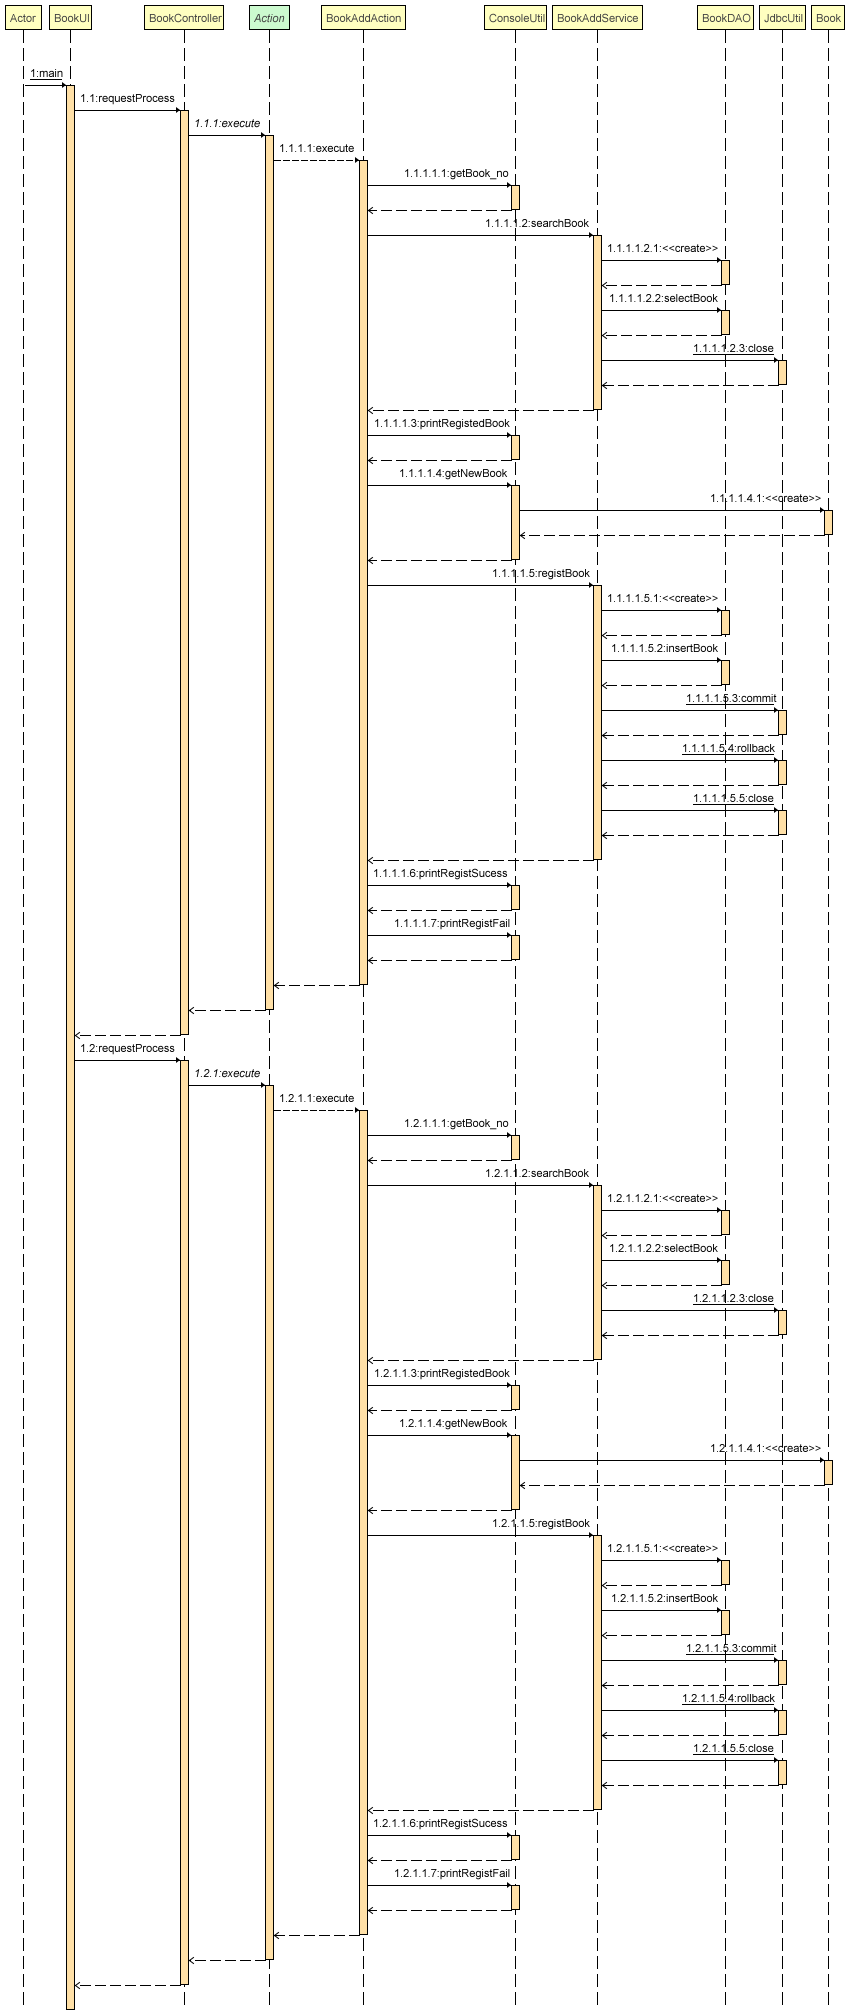 Actor BookUI BookController Action BookAddAction ConsoleUtil BookAddService BookDAO JdbcUtil Book
1:main
1.1:requestProcess
1.1.1:execute
1.1.1.1:execute
1.1.1.1.1:getBook_no
1.1.1.1.2:searchBook
1.1.1.1.2.1:<<create>>
1.1.1.1.2.2:selectBook
1.1.1.1.2.3:close
1.1.1.1.3:printRegistedBook
1.1.1.1.4:getNewBook
1.1.1.1.4.1:<<create>>
1.1.1.1.5:registBook
1.1.1.1.5.1:<<create>>
1.1.1.1.5.2:insertBook
1.1.1.1.5.3:commit
1.1.1.1.5.4:rollback
1.1.1.1.5.5:close
1.1.1.1.6:printRegistSucess
1.1.1.1.7:printRegistFail
1.2:requestProcess
1.2.1:execute
1.2.1.1:execute
1.2.1.1.1:getBook_no
1.2.1.1.2:searchBook
1.2.1.1.2.1:<<create>>
1.2.1.1.2.2:selectBook
1.2.1.1.2.3:close
1.2.1.1.3:printRegistedBook
1.2.1.1.4:getNewBook
1.2.1.1.4.1:<<create>>
1.2.1.1.5:registBook
1.2.1.1.5.1:<<create>>
1.2.1.1.5.2:insertBook
1.2.1.1.5.3:commit
1.2.1.1.5.4:rollback
1.2.1.1.5.5:close
1.2.1.1.6:printRegistSucess
1.2.1.1.7:printRegistFail